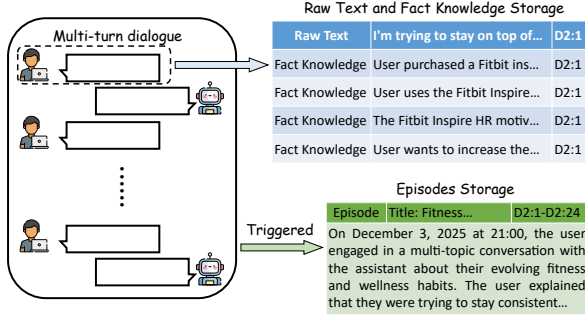 Raw Text and Fact Knowledge Storage
Multi-turn dialogue
Raw Text I'm trying to stay on top of... D2:1
Fact Knowledge User purchased a Fitbit ins... D2:1
Fact Knowledge User uses the Fitbit Inspire... D2:1
Fact Knowledge The Fitbit Inspire HR motiv... D2:1
Fact Knowledge User wants to increase the... D2:1
Episodes Storage
Triggered
Episode Title: Fitness... D2:1-D2:24
On December 3, 2025 at 21:00, the user
engaged in a multi-topic conversation with
the assistant about their evolving fitness
and wellness habits. The user explained
that they were trying to stay consistent...